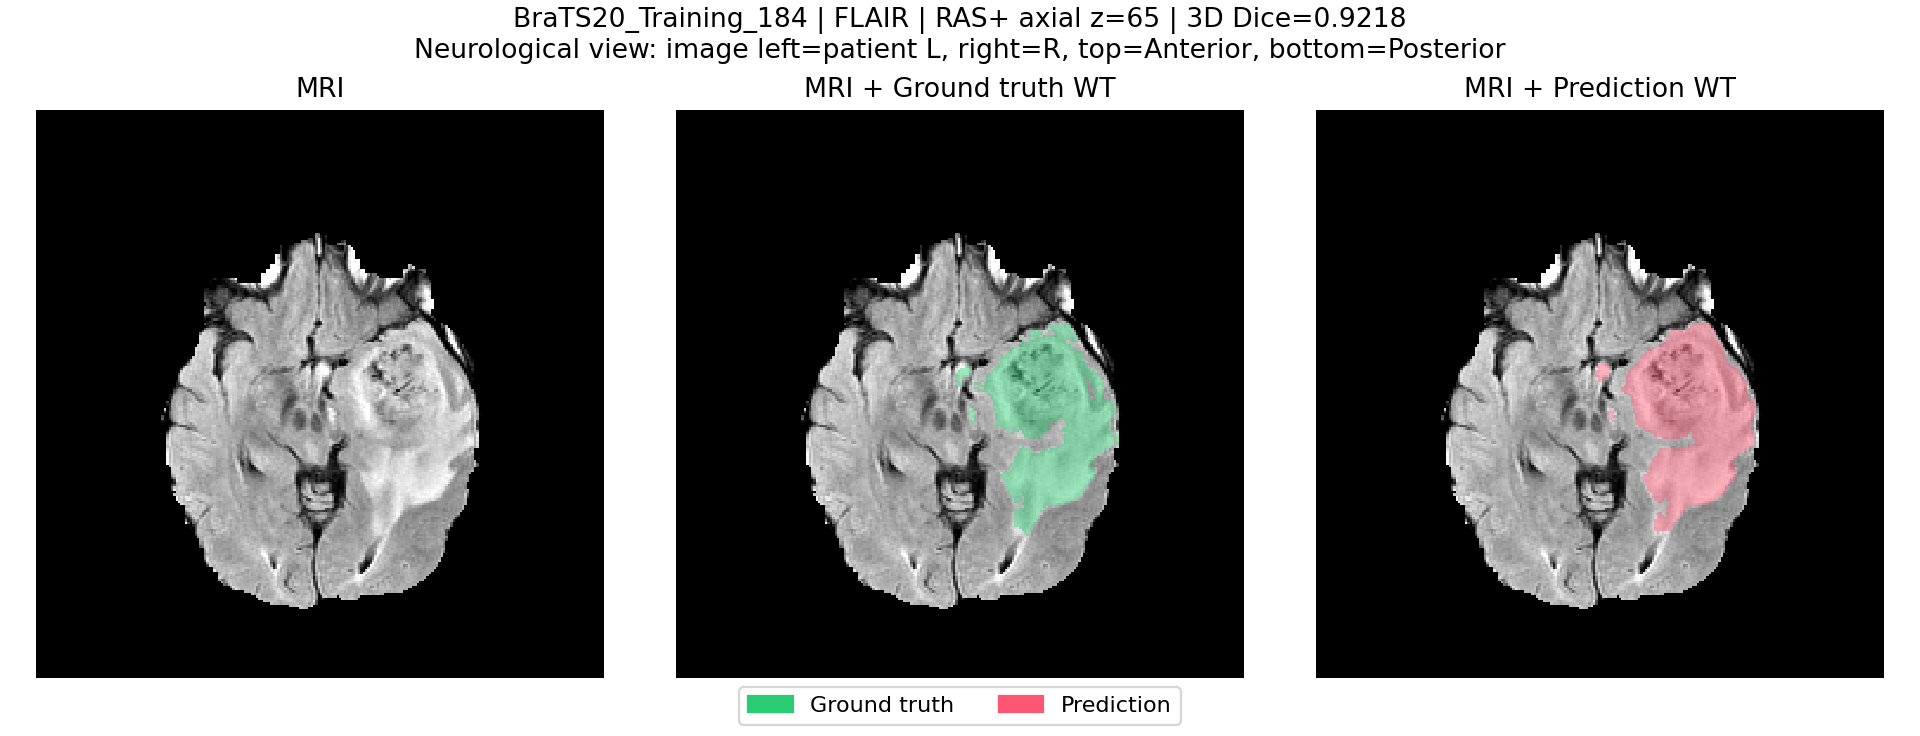 BraTS20_Training_184 | FLAIR | RAS+ axial z=65 | 3D Dice=0.9218
Neurological view: image left=patient L, right=R, top=Anterior, bottom=Posterior
MRI
MRI + Ground truth WT
MRI + Prediction WT
Ground truth
Prediction